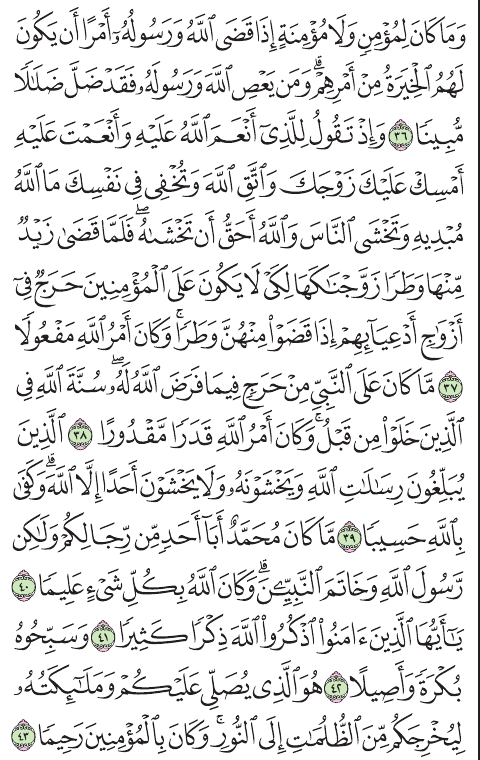 وَمَا كَانَ لِمُؤْمِنٍ وَلَا مُؤْمِنَةٍ إِذَا قَضَى ٱللَّهُ وَرَسُولُهُۥٓ أَمْرًا أَن يَكُونَ
لَهُمُ ٱلْخِيَرَةُ مِنْ أَمْرِهِمْ ۗ وَمَن يَعْصِ ٱللَّهَ وَرَسُولَهُۥ فَقَدْ ضَلَّ ضَلَٰلًا
مُّبِينًا ٣٦ وَإِذْ تَقُولُ لِلَّذِىٓ أَنْعَمَ ٱللَّهُ عَلَيْهِ وَأَنْعَمْتَ عَلَيْهِ
أَمْسِكْ عَلَيْكَ زَوْجَكَ وَٱتَّقِ ٱللَّهَ وَتُخْفِى فِى نَفْسِكَ مَا ٱللَّهُ
مُبْدِيهِ وَتَخْشَى ٱلنَّاسَ وَٱللَّهُ أَحَقُّ أَن تَخْشَىٰهُ ۖ فَلَمَّا قَضَىٰ زَيْدٌ
مِّنْهَا وَطَرًا زَوَّجْنَٰكَهَا لِكَىْ لَا يَكُونَ عَلَى ٱلْمُؤْمِنِينَ حَرَجٌ فِىٓ
أَزْوَٰجِ أَدْعِيَآئِهِمْ إِذَا قَضَوْا۟ مِنْهُنَّ وَطَرًا ۚ وَكَانَ أَمْرُ ٱللَّهِ مَفْعُولًا
٣٧ مَّا كَانَ عَلَى ٱلنَّبِىِّ مِنْ حَرَجٍ فِيمَا فَرَضَ ٱللَّهُ لَهُۥ ۖ سُنَّةَ ٱللَّهِ فِى
ٱلَّذِينَ خَلَوْا۟ مِن قَبْلُ ۚ وَكَانَ أَمْرُ ٱللَّهِ قَدَرًا مَّقْدُورًا ٣٨ ٱلَّذِينَ
يُبَلِّغُونَ رِسَٰلَٰتِ ٱللَّهِ وَيَخْشَوْنَهُۥ وَلَا يَخْشَوْنَ أَحَدًا إِلَّا ٱللَّهَ ۗ وَكَفَىٰ
بِٱللَّهِ حَسِيبًا ٣٩ مَّا كَانَ مُحَمَّدٌ أَبَآ أَحَدٍ مِّن رِّجَالِكُمْ وَلَٰكِن
رَّسُولَ ٱللَّهِ وَخَاتَمَ ٱلنَّبِيِّۦنَ ۗ وَكَانَ ٱللَّهُ بِكُلِّ شَىْءٍ عَلِيمًا ٤٠
يَٰٓأَيُّهَا ٱلَّذِينَ ءَامَنُوا۟ ٱذْكُرُوا۟ ٱللَّهَ ذِكْرًا كَثِيرًا ٤١ وَسَبِّحُوهُ
بُكْرَةً وَأَصِيلًا ٤٢ هُوَ ٱلَّذِى يُصَلِّى عَلَيْكُمْ وَمَلَٰٓئِكَتُهُۥ
لِيُخْرِجَكُم مِّنَ ٱلظُّلُمَٰتِ إِلَى ٱلنُّورِ ۚ وَكَانَ بِٱلْمُؤْمِنِينَ رَحِيمًا ٤٣